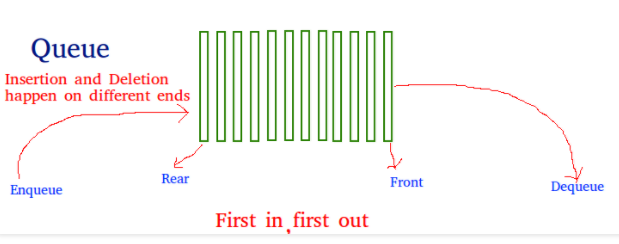 Queue
Insertion and Deletion
happen on different ends
Enqueue
Rear
Front
Dequeue
First in first out